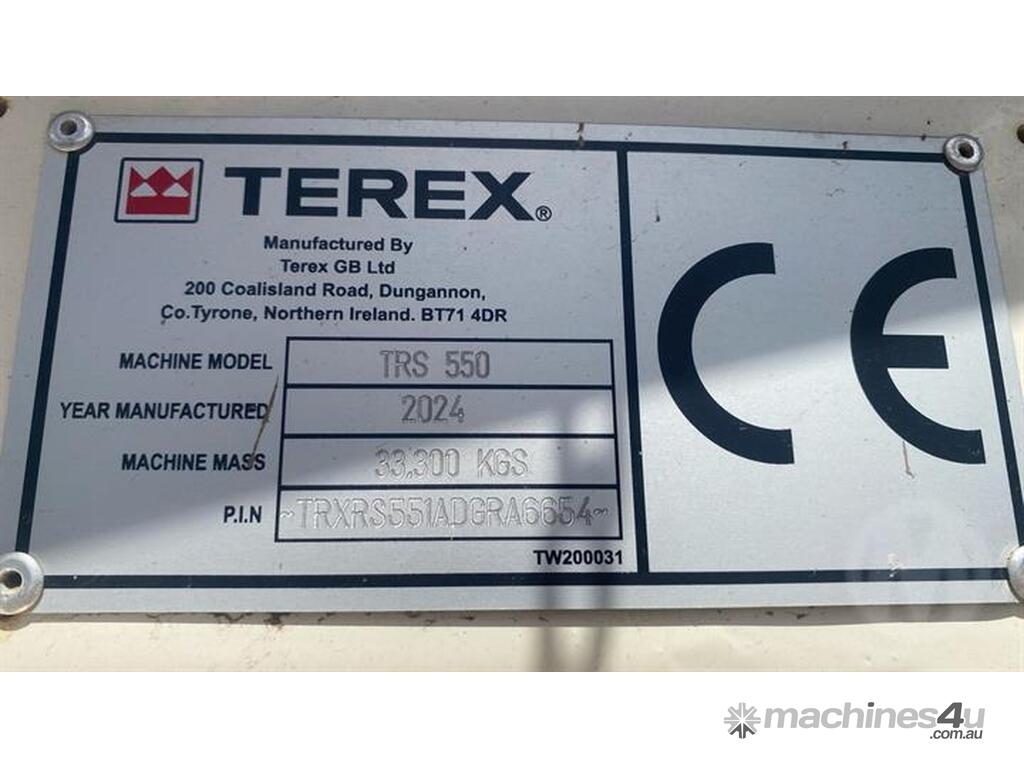 TEREX®
Manufactured By
Terex GB Ltd
200 Coalisland Road, Dungannon,
Co.Tyrone, Northern Ireland. BT71 4DR
MACHINE MODEL TRS 550
YEAR MANUFACTURED 2024
MACHINE MASS 33,300 KGS
P.I.N ~TRXRS551ADGRA6654~
TW200031
CE
machines4u
.com.au